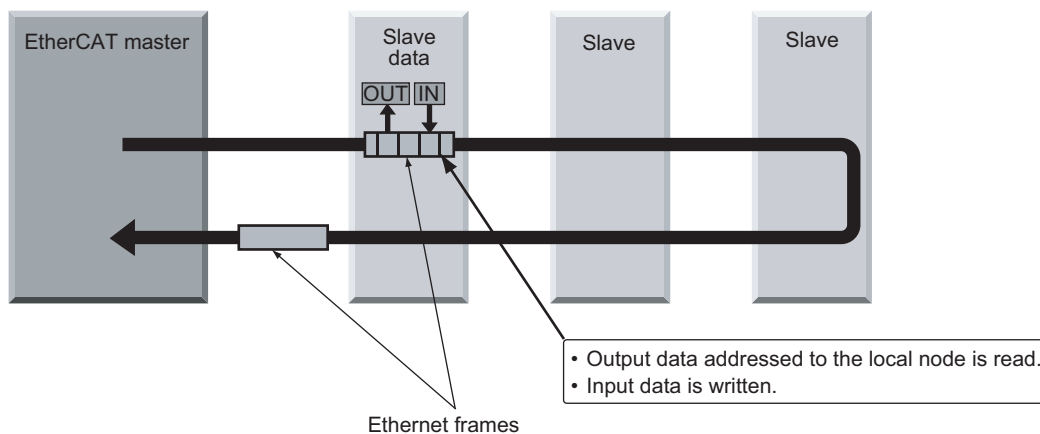 EtherCAT master
Slave
data
OUT IN
Slave
Slave
• Output data addressed to the local node is read.
• Input data is written.
Ethernet frames